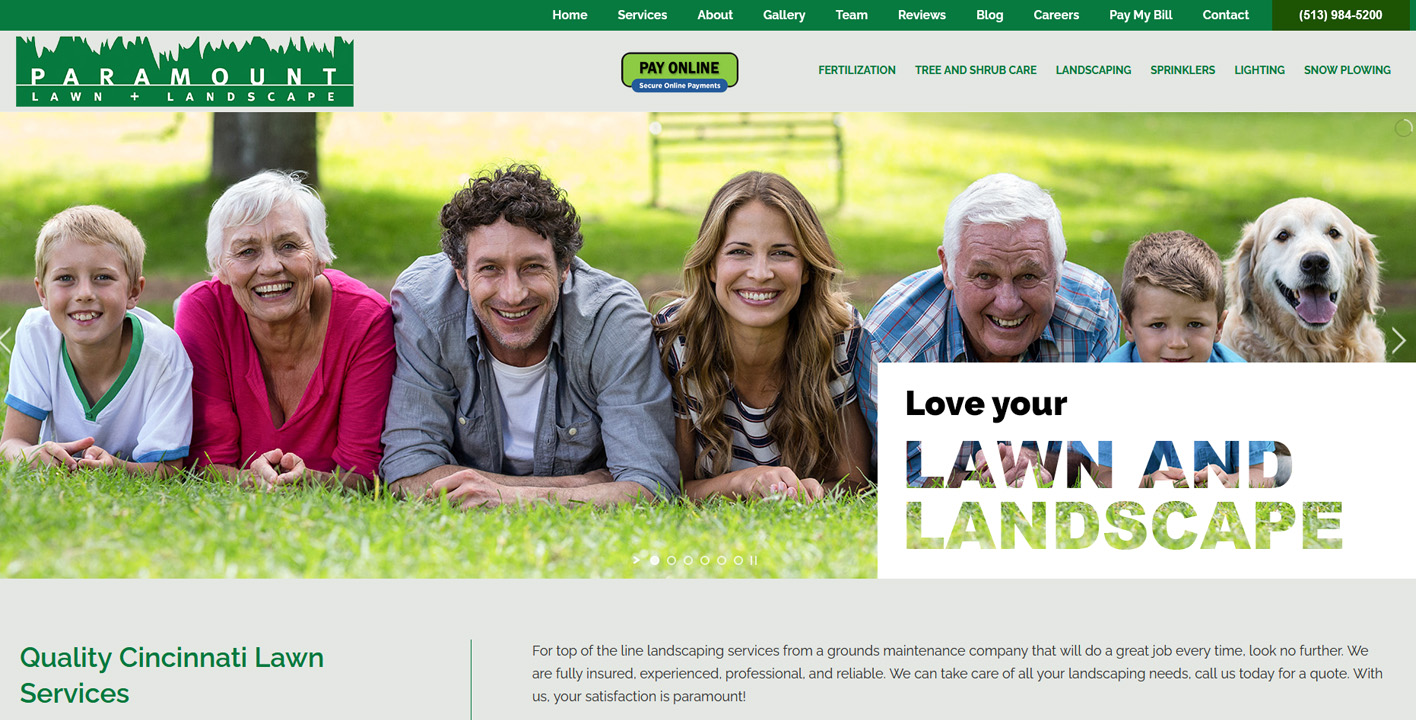 Home Services About Gallery Team Reviews Blog Careers Pay My Bill Contact (513) 984-5200
PARAMOUNT
LAWN + LANDSCAPE
PAY ONLINE
Secure Online Payments
FERTILIZATION TREE AND SHRUB CARE LANDSCAPING SPRINKLERS LIGHTING SNOW PLOWING
Love your
LAWN AND
LANDSCAPE
Quality Cincinnati Lawn
Services
For top of the line landscaping services from a grounds maintenance company that will do a great job every time, look no further. We
are fully insured, experienced, professional, and reliable. We can take care of all your landscaping needs, call us today for a quote. With
us, your satisfaction is paramount!